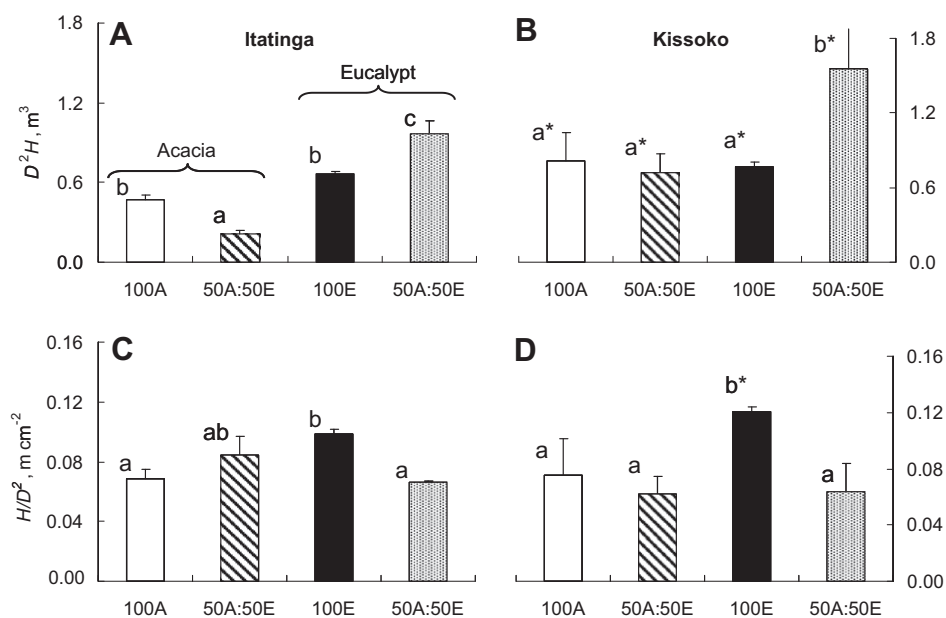 A
Itatinga
1.8
1.2
0.6
0.0
D²H, m³
Acacia
Eucalypt
b
a
b
c
100A
50A:50E
100E
50A:50E
B
Kissoko
1.8
1.2
0.6
0.0
a*
a*
a*
b*
100A
50A:50E
100E
50A:50E
C
0.16
0.12
0.08
0.04
0.00
H/D², m cm⁻²
a
ab
b
a
100A
50A:50E
100E
50A:50E
D
0.16
0.12
0.08
0.04
0.00
a
a
b*
a
100A
50A:50E
100E
50A:50E